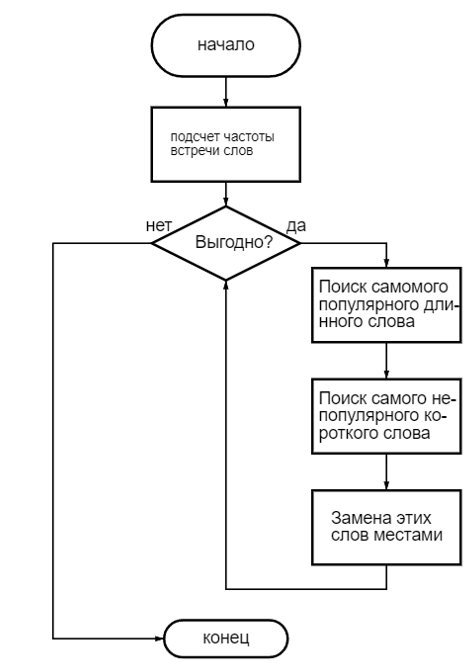 начало
подсчет частоты
встречи слов
нет
да
Выгодно?
Поиск самомого
популярного дли-
нного слова
Поиск самого не-
популярного ко-
роткого слова
Замена этих
слов местами
конец